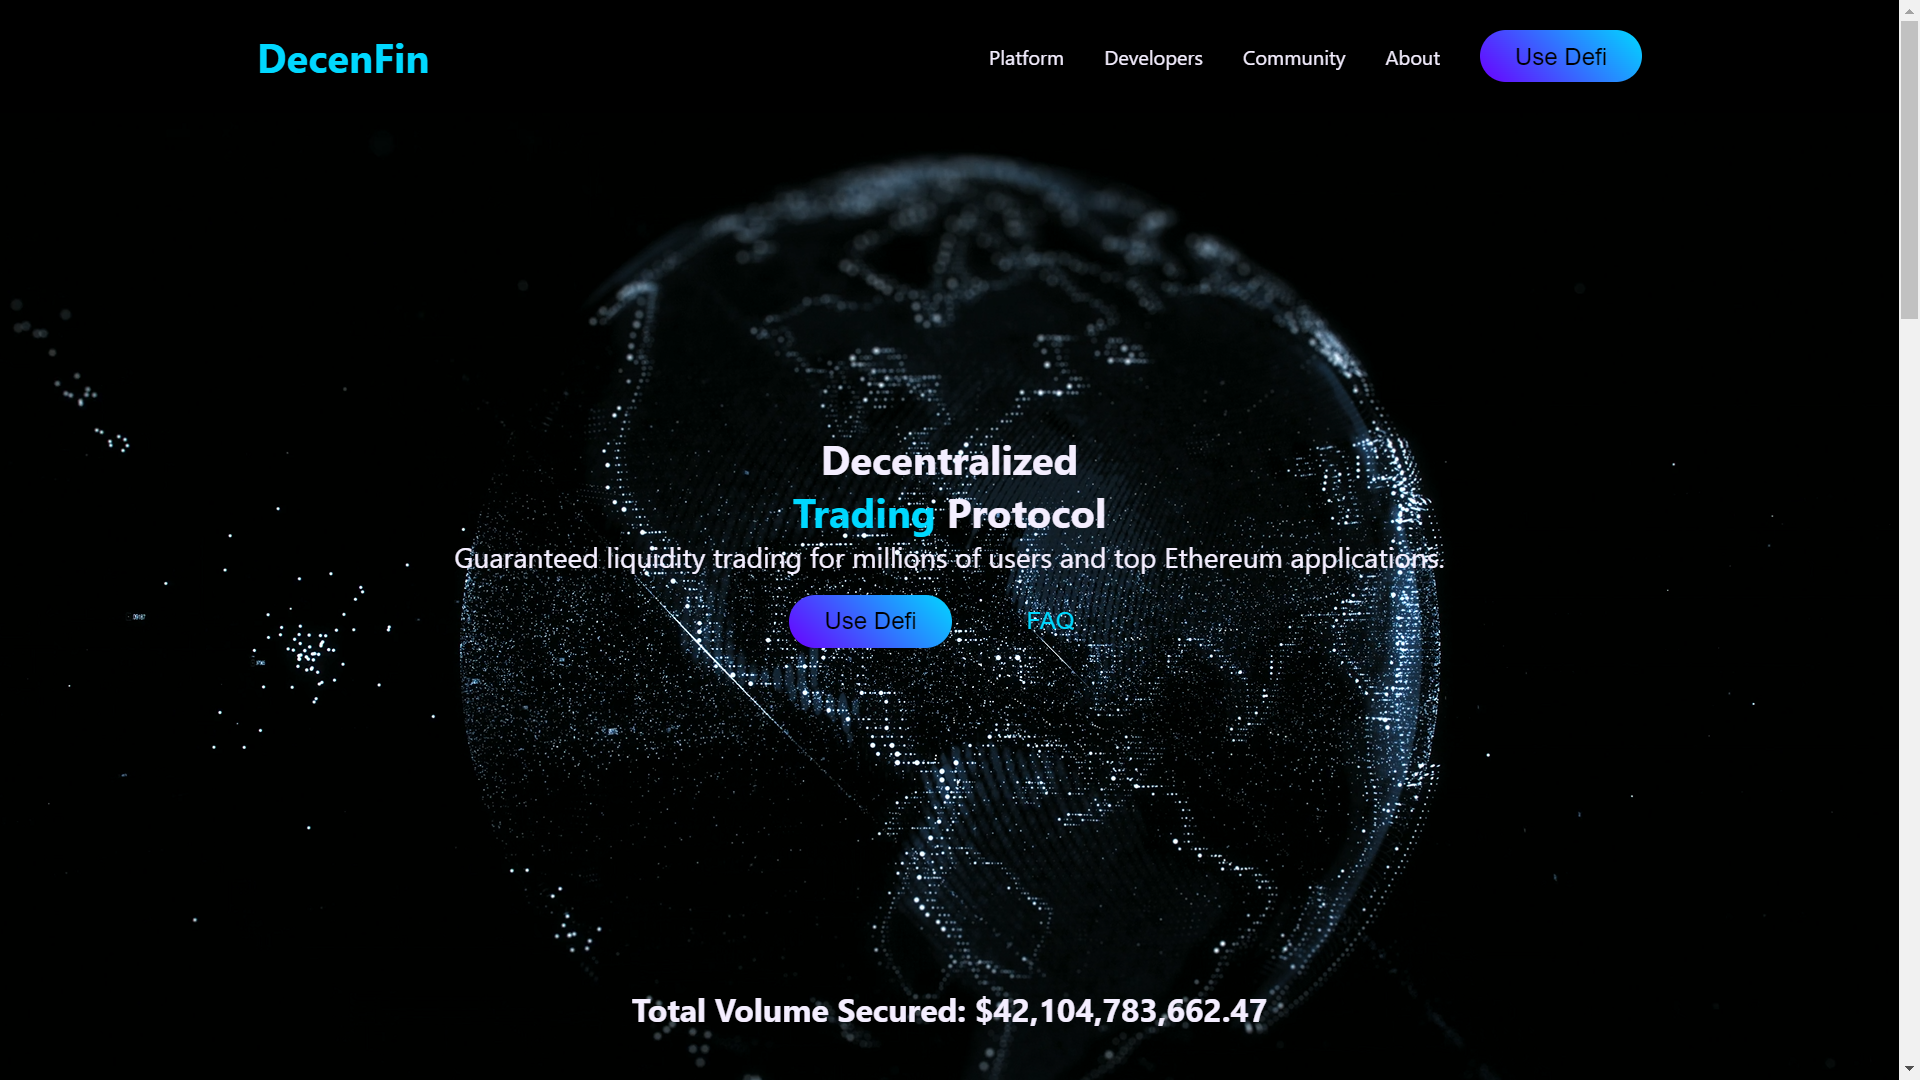 DecenFin
Platform
Developers
Community
About
Use Defi
Decentralized
Trading Protocol
Guaranteed liquidity trading for millions of users and top Ethereum applications.
Use Defi
FAQ
Total Volume Secured: $42,104,783,662.47